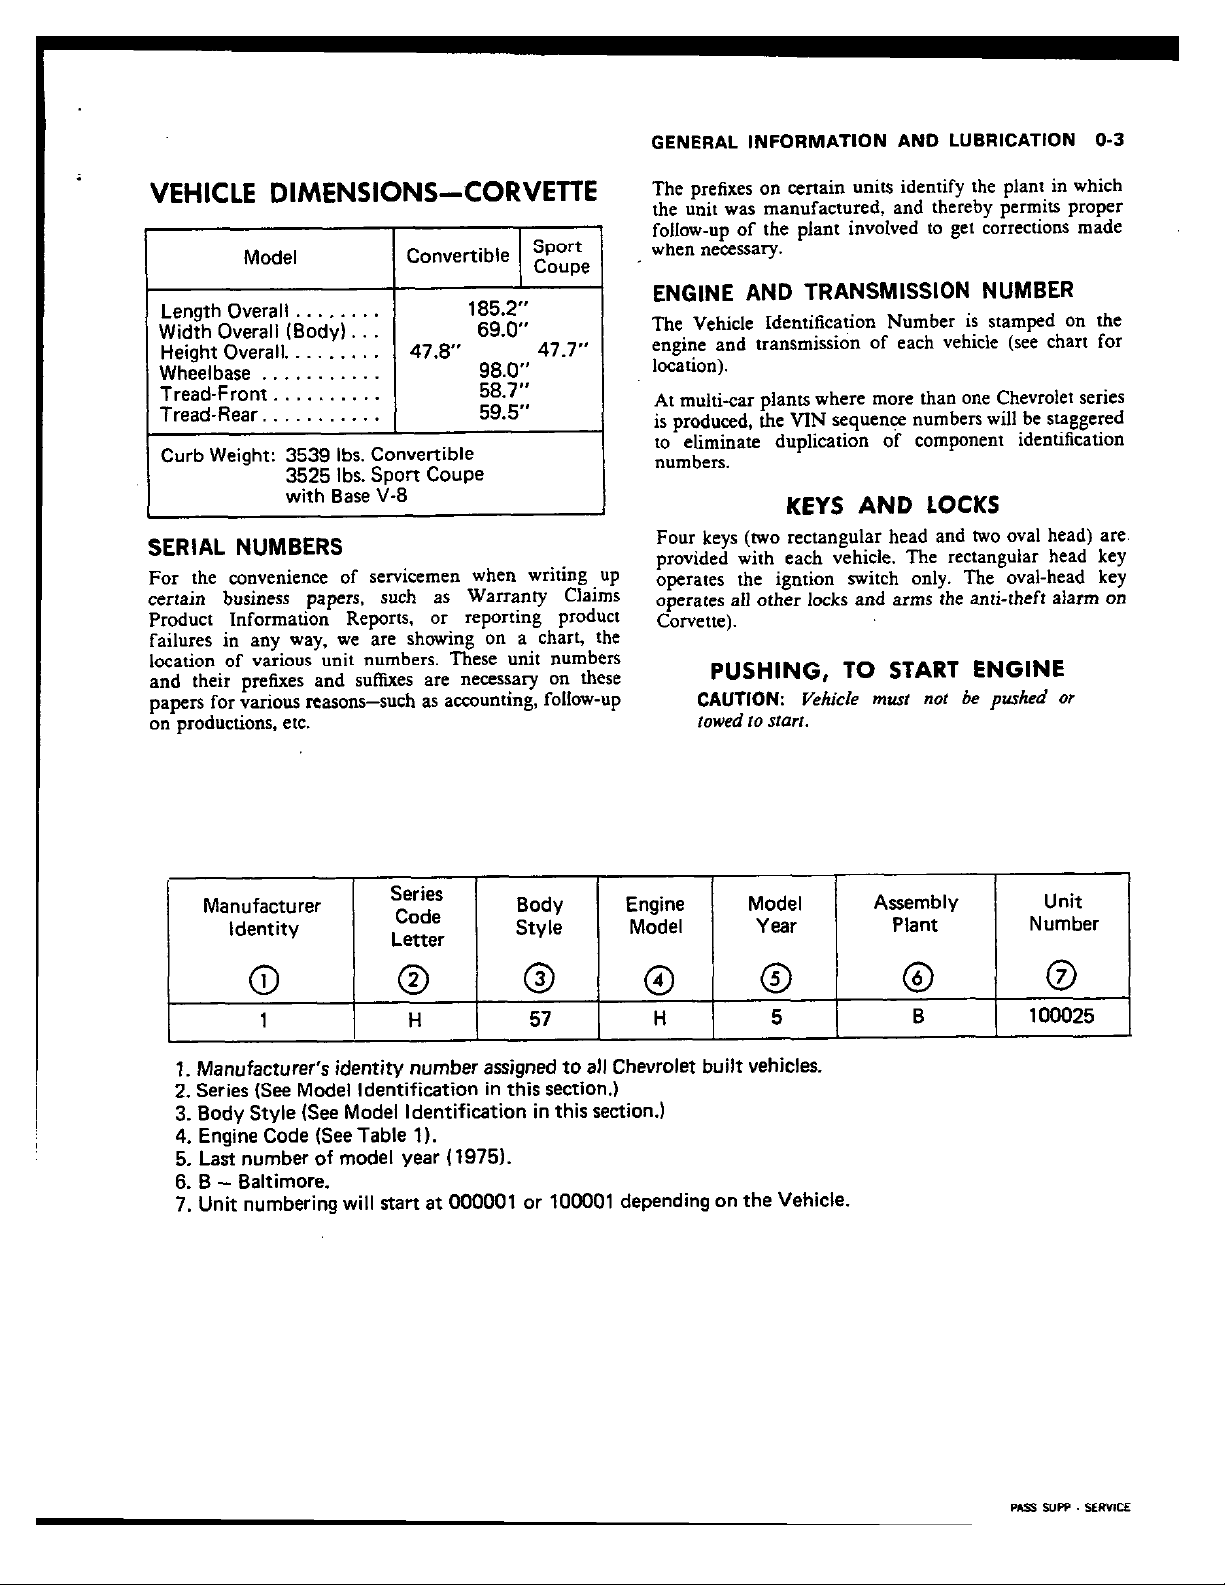 GENERAL INFORMATION AND LUBRICATION 0-3
VEHICLE DIMENSIONS—CORVETTE
Model Convertible Sport Coupe
Length Overall . . . . . . . . 185.2"
Width Overall (Body) . . . 69.0"
Height Overall. . . . . . . . . 47.8" 47.7"
Wheelbase . . . . . . . . . . . 98.0"
Tread-Front . . . . . . . . . . 58.7"
Tread-Rear . . . . . . . . . . . 59.5"
Curb Weight: 3539 lbs. Convertible
3525 lbs. Sport Coupe
with Base V-8
SERIAL NUMBERS
For the convenience of servicemen when writing up
certain business papers, such as Warranty Claims
Product Information Reports, or reporting product
failures in any way, we are showing on a chart, the
location of various unit numbers. These unit numbers
and their prefixes and suffixes are necessary on these
papers for various reasons—such as accounting, follow-up
on productions, etc.
The prefixes on certain units identify the plant in which
the unit was manufactured, and thereby permits proper
follow-up of the plant involved to get corrections made
when necessary.
ENGINE AND TRANSMISSION NUMBER
The Vehicle Identification Number is stamped on the
engine and transmission of each vehicle (see chart for
location).
At multi-car plants where more than one Chevrolet series
is produced, the VIN sequence numbers will be staggered
to eliminate duplication of component identification
numbers.
KEYS AND LOCKS
Four keys (two rectangular head and two oval head) are
provided with each vehicle. The rectangular head key
operates the igntion switch only. The oval-head key
operates all other locks and arms the anti-theft alarm on
Corvette).
PUSHING, TO START ENGINE
CAUTION: Vehicle must not be pushed or
towed to start.
Manufacturer Identity Series Code Letter Body Style Engine Model Model Year Assembly Plant Unit Number
① ② ③ ④ ⑤ ⑥ ⑦
1 H 57 H 5 B 100025
1. Manufacturer's identity number assigned to all Chevrolet built vehicles.
2. Series (See Model Identification in this section.)
3. Body Style (See Model Identification in this section.)
4. Engine Code (See Table 1).
5. Last number of model year (1975).
6. B – Baltimore.
7. Unit numbering will start at 000001 or 100001 depending on the Vehicle.
PASS SUPP - SERVICE